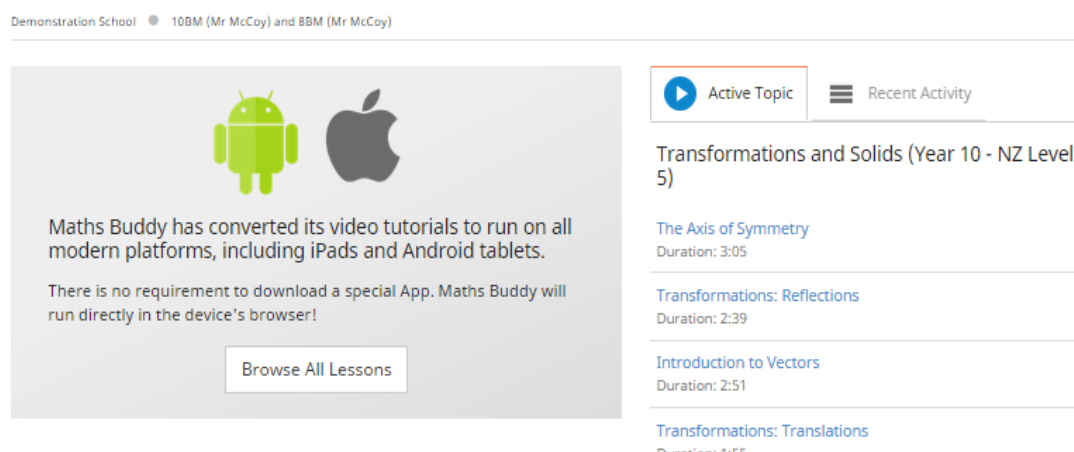 Demonstration School 10BM (Mr McCoy) and 8BM (Mr McCoy)
Maths Buddy has converted its video tutorials to run on all
modern platforms, including iPads and Android tablets.
There is no requirement to download a special App. Maths Buddy will
run directly in the device's browser!
Browse All Lessons
Active Topic
Recent Activity
Transformations and Solids (Year 10 - NZ Level
5)
The Axis of Symmetry
Duration: 3:05
Transformations: Reflections
Duration: 2:39
Introduction to Vectors
Duration: 2:51
Transformations: Translations
Duration: 1:55